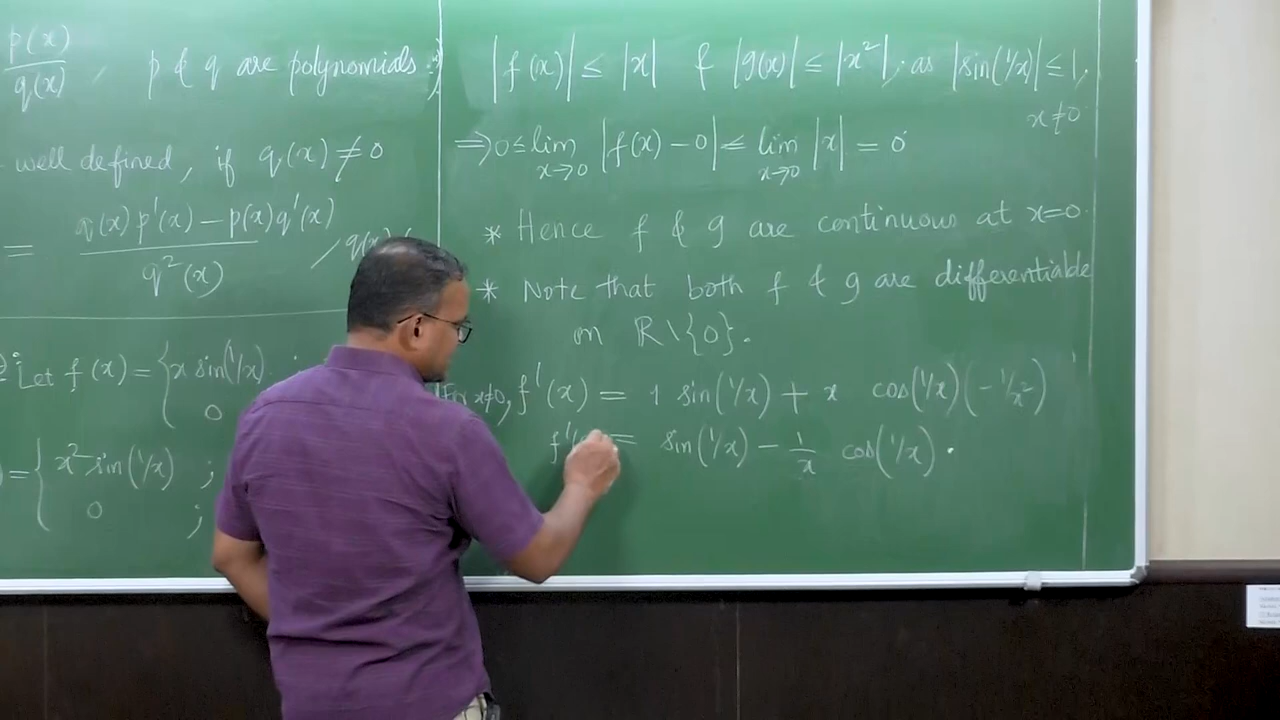 p(x)/q(x), p & q are polynomials.
well defined, if q(x) ≠ 0
= (q(x) p'(x) - p(x) q'(x)) / q²(x) , q(x)
Let f(x) = { x sin(1/x)
0
= { x² sin(1/x) ;
0 ;
|f(x)| ≤ |x| & |g(x)| ≤ |x²|, as |sin(1/x)| ≤ 1, x≠0
⇒ 0 ≤ lim x→0 |f(x) - 0| ≤ lim x→0 |x| = 0
* Hence f & g are continuous at x=0.
* Note that both f & g are differentiable
on R\{0}.
For x≠0, f'(x) = 1 sin(1/x) + x cos(1/x) (-1/x²)
f'( = sin(1/x) - 1/x cos(1/x).